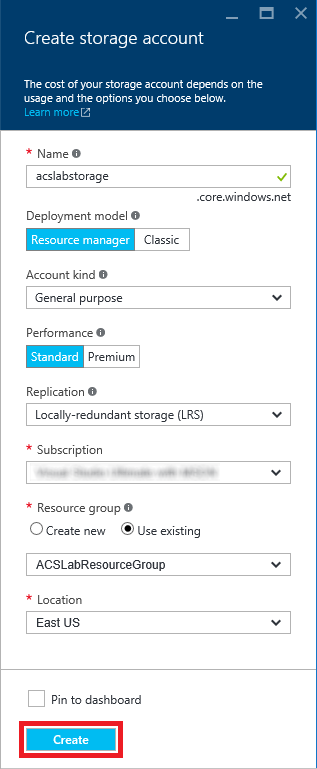 Create storage account
The cost of your storage account depends on the
usage and the options you choose below.
Learn more
* Name
acslabstorage
.core.windows.net
Deployment model
Resource manager Classic
Account kind
General purpose
Performance
Standard Premium
Replication
Locally-redundant storage (LRS)
* Subscription
* Resource group
Create new Use existing
ACSLabResourceGroup
* Location
East US
Pin to dashboard
Create